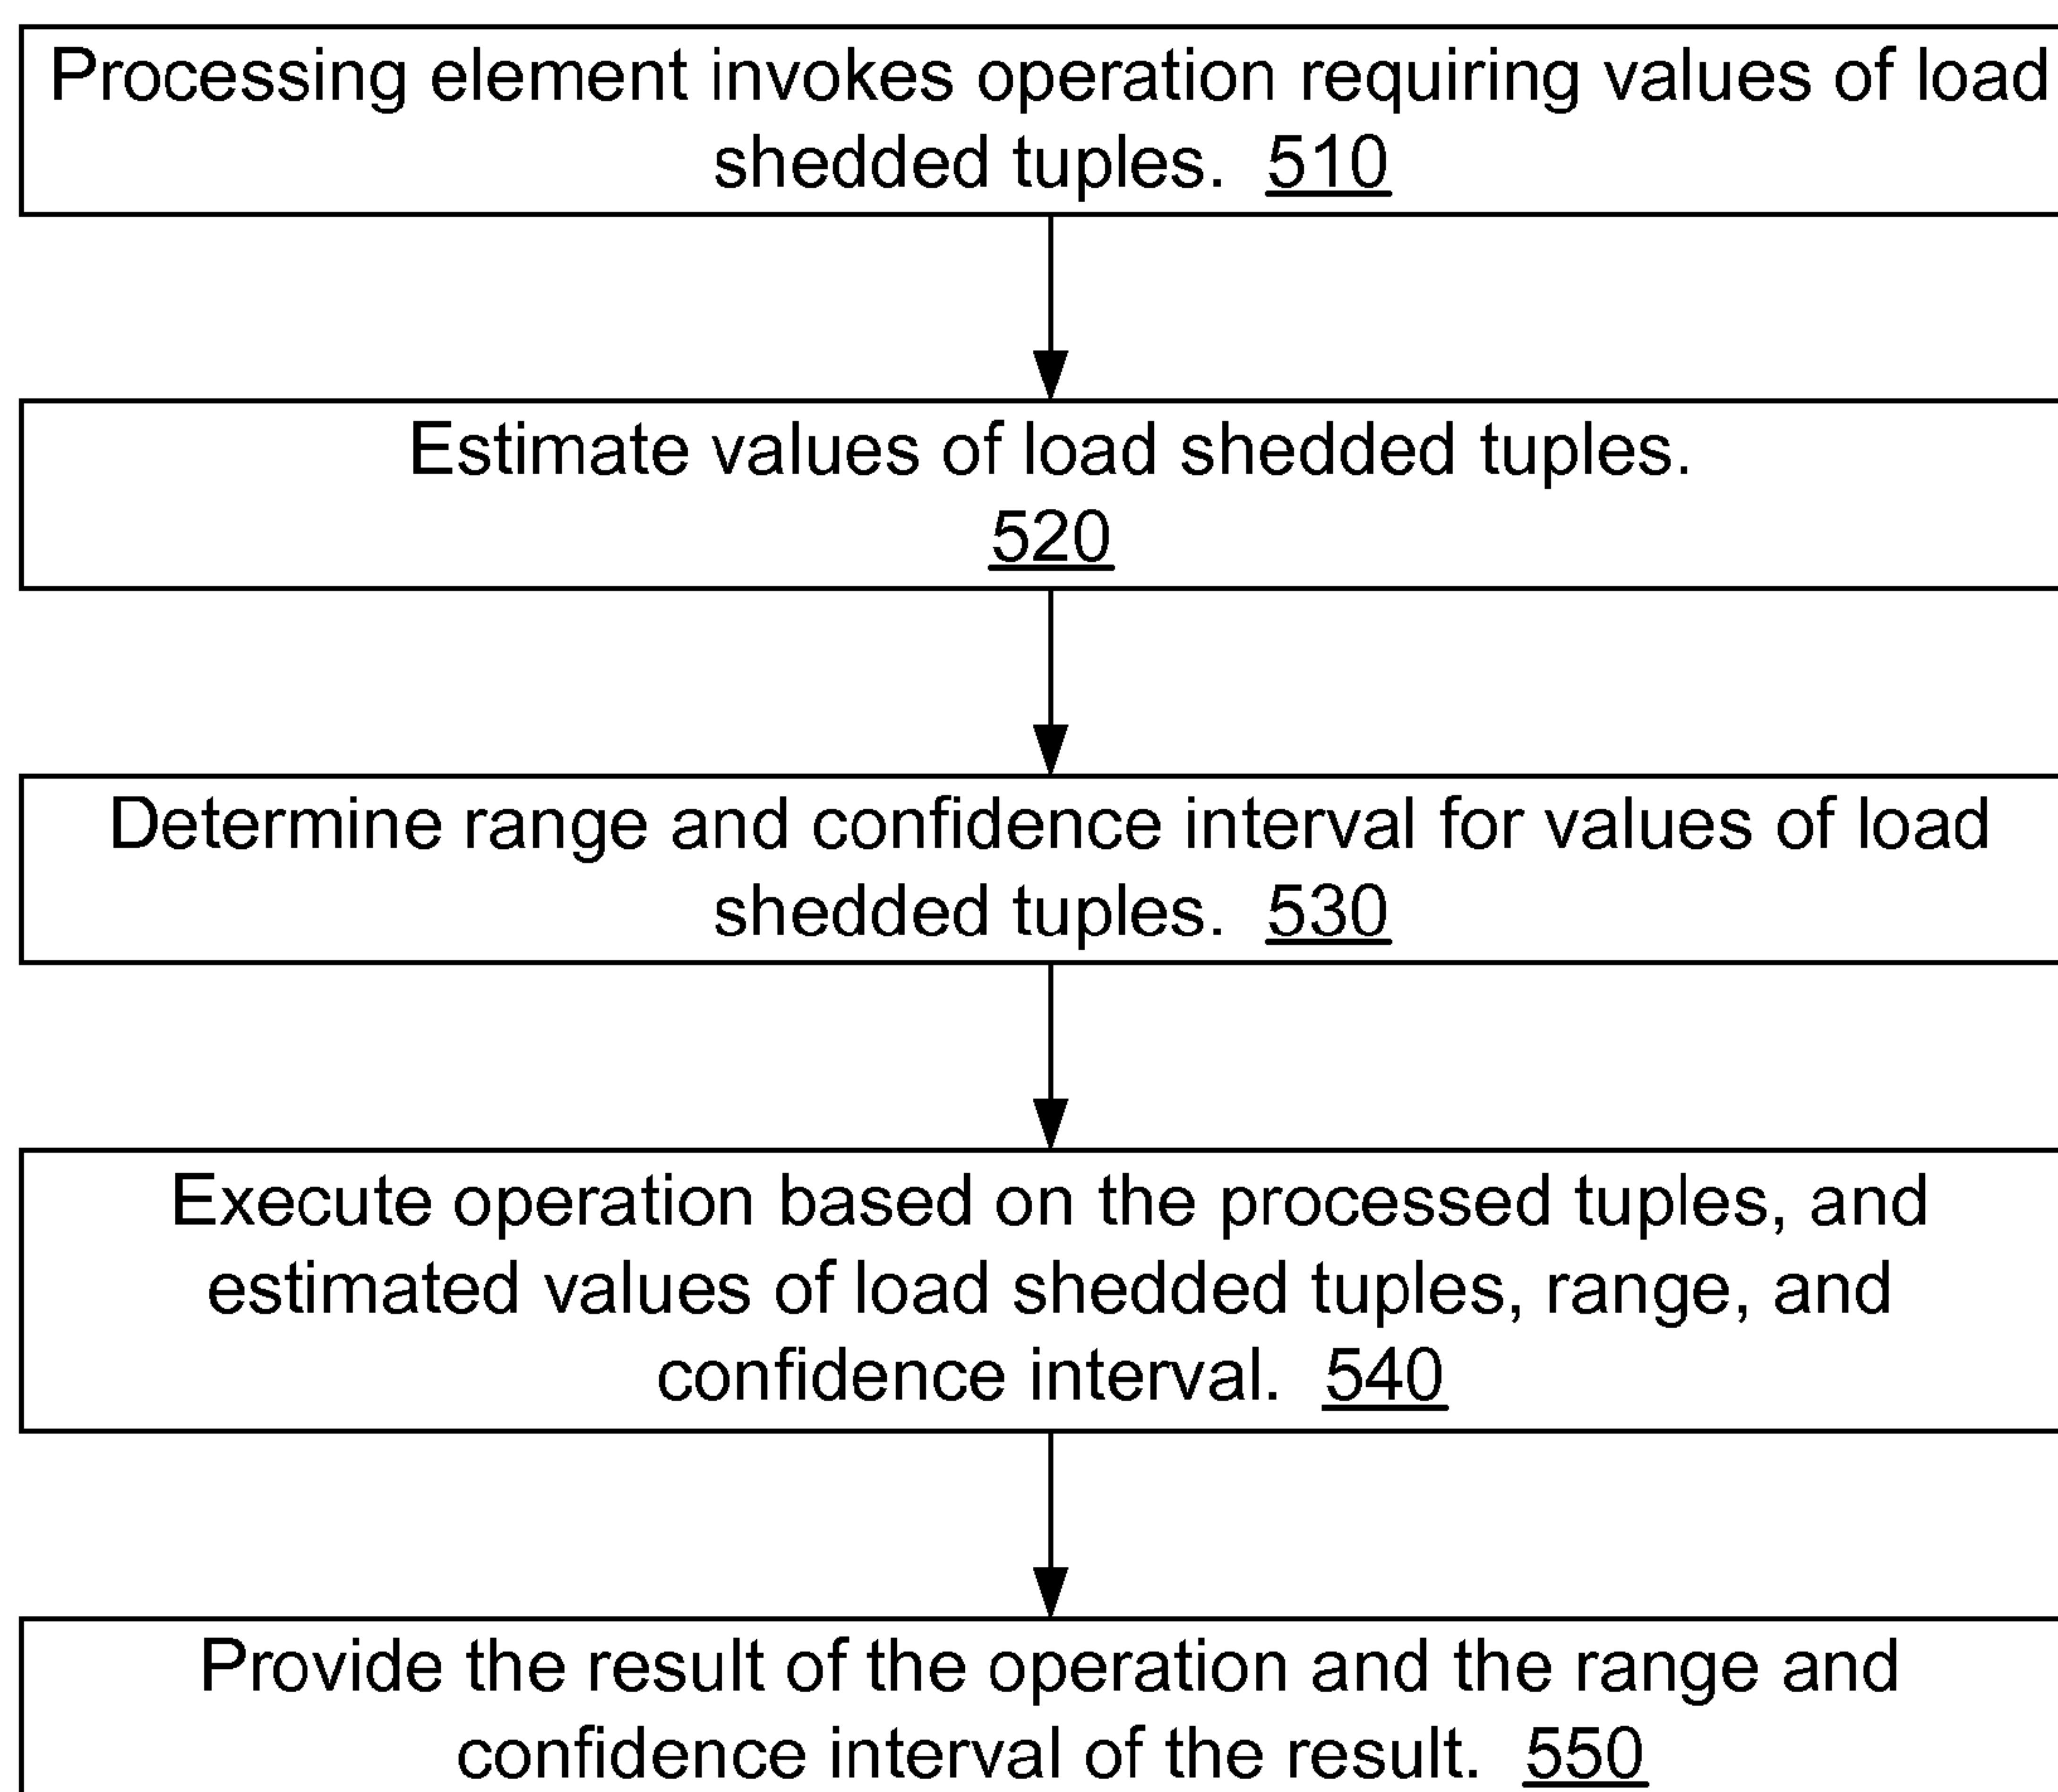 Processing element invokes operation requiring values of load
shedded tuples. 510
Estimate values of load shedded tuples.
520
Determine range and confidence interval for values of load
shedded tuples. 530
Execute operation based on the processed tuples, and
estimated values of load shedded tuples, range, and
confidence interval. 540
Provide the result of the operation and the range and
confidence interval of the result. 550